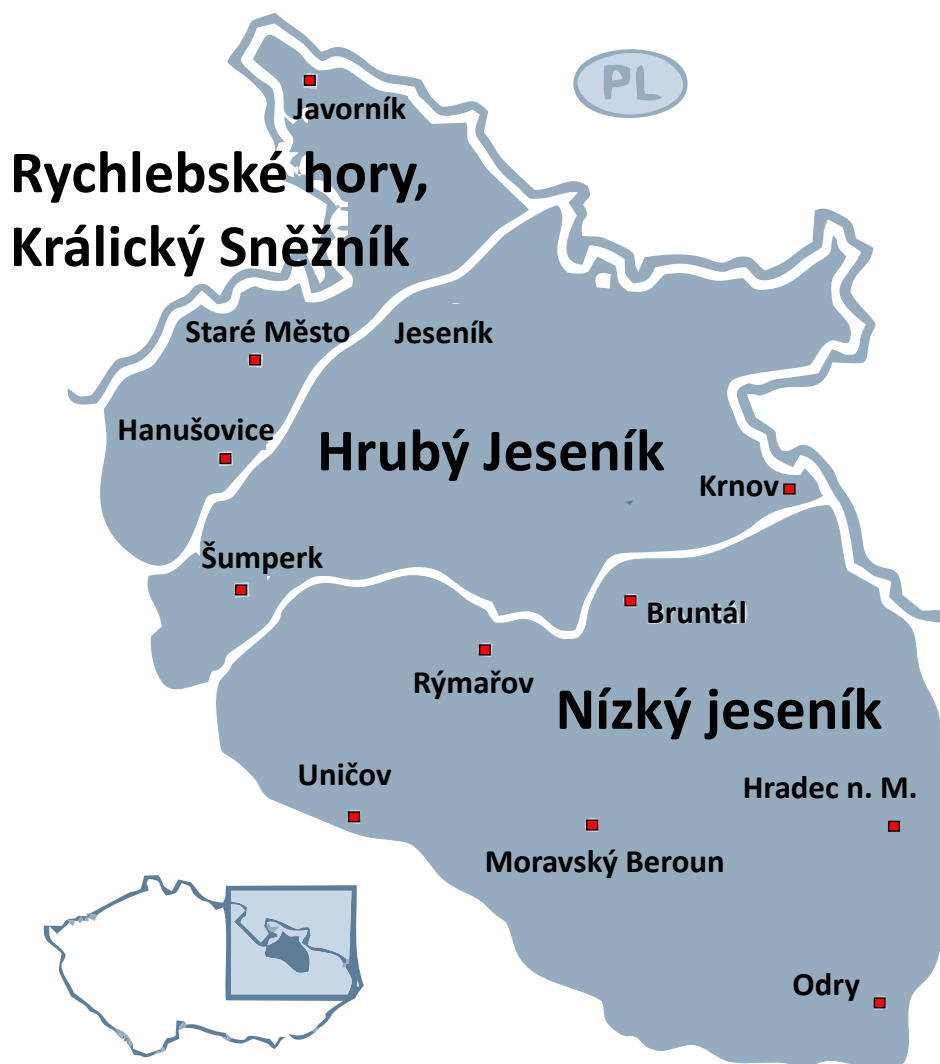 PL
Javorník
Rychlebské hory,
Králický Sněžník
Staré Město
Jeseník
Hanušovice
Hrubý Jeseník
Krnov
Šumperk
Bruntál
Rýmařov
Nízký jeseník
Uničov
Hradec n. M.
Moravský Beroun
Odry